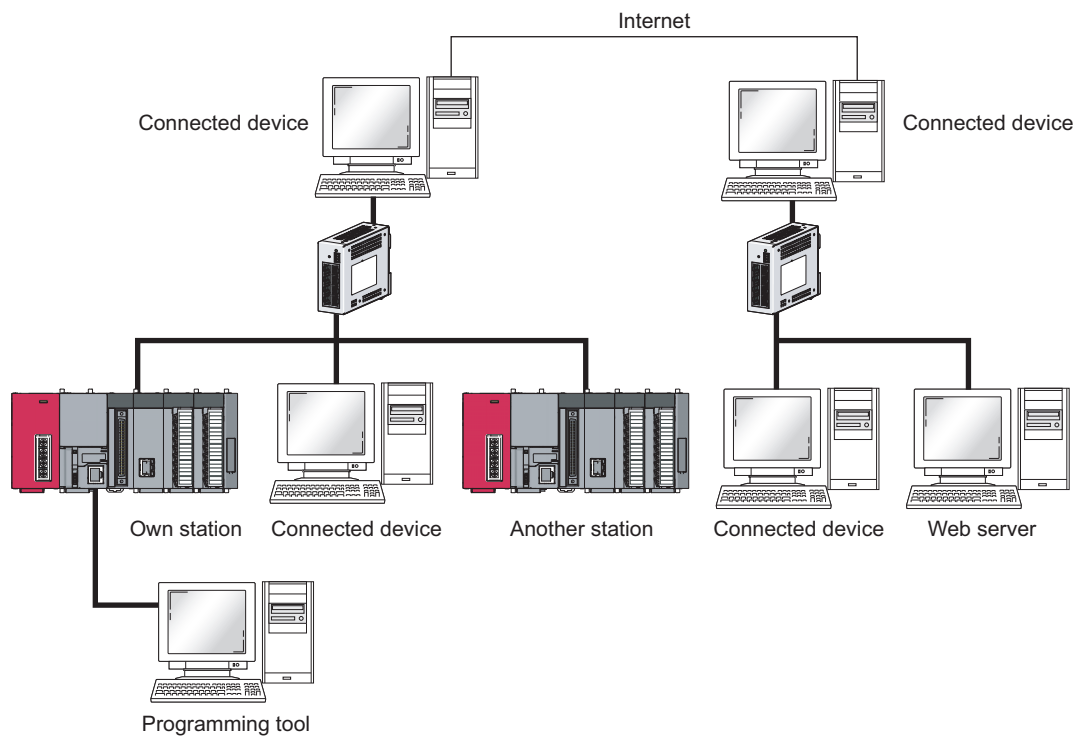 Internet
Connected device
Connected device
Own station
Connected device
Another station
Connected device
Web server
Programming tool